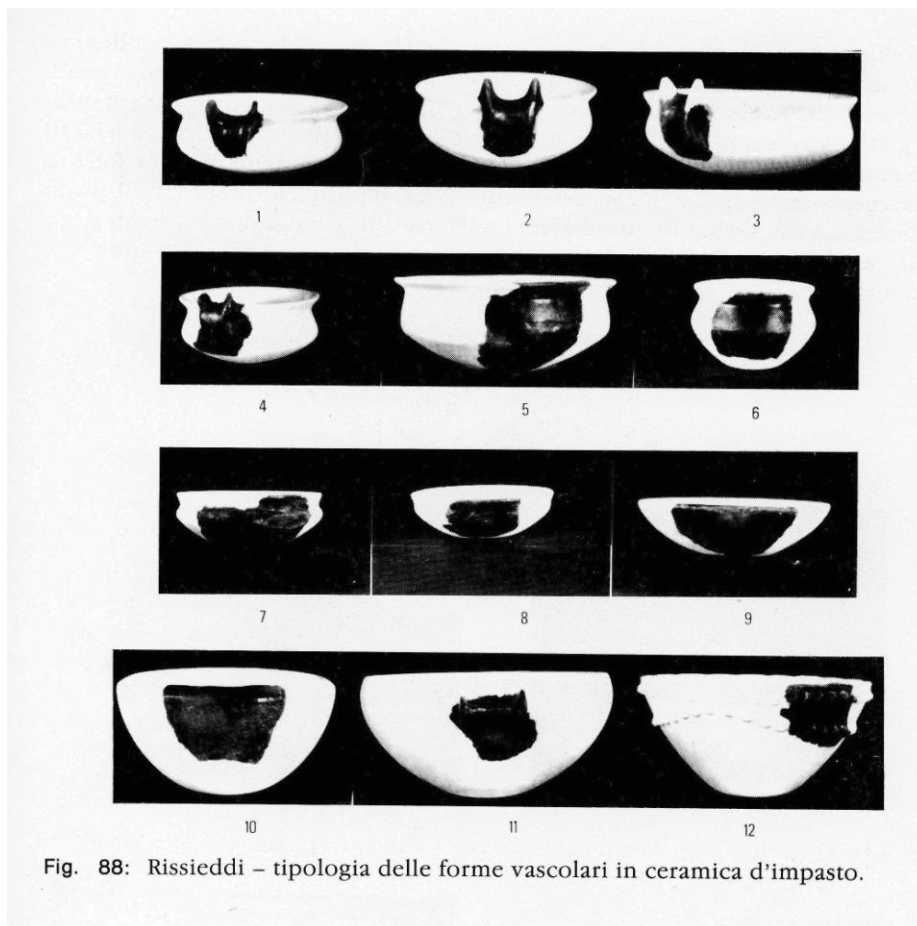 1 2 3
4 5 6
7 8 9
10 11 12
Fig. 88: Rissieddi – tipologia delle forme vascolari in ceramica d'impasto.